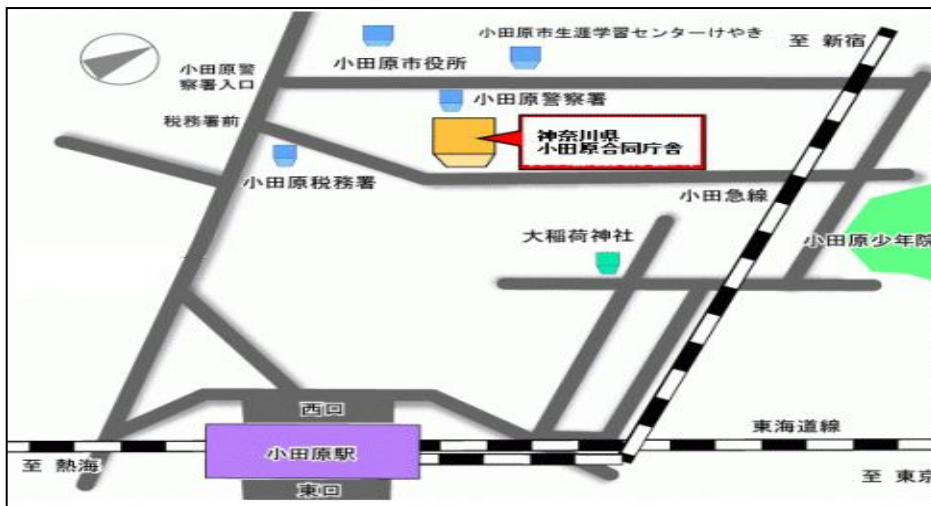 小田原市生涯学習センターけやき
至 新宿
小田原市役所
小田原警
察署入口
小田原警察署
税務署前
神奈川県
小田原合同庁舎
小田原税務署
小田急線
大稲荷神社
小田原少年院
西口
東海道線
小田原駅
至 熱海
至 東京
東口